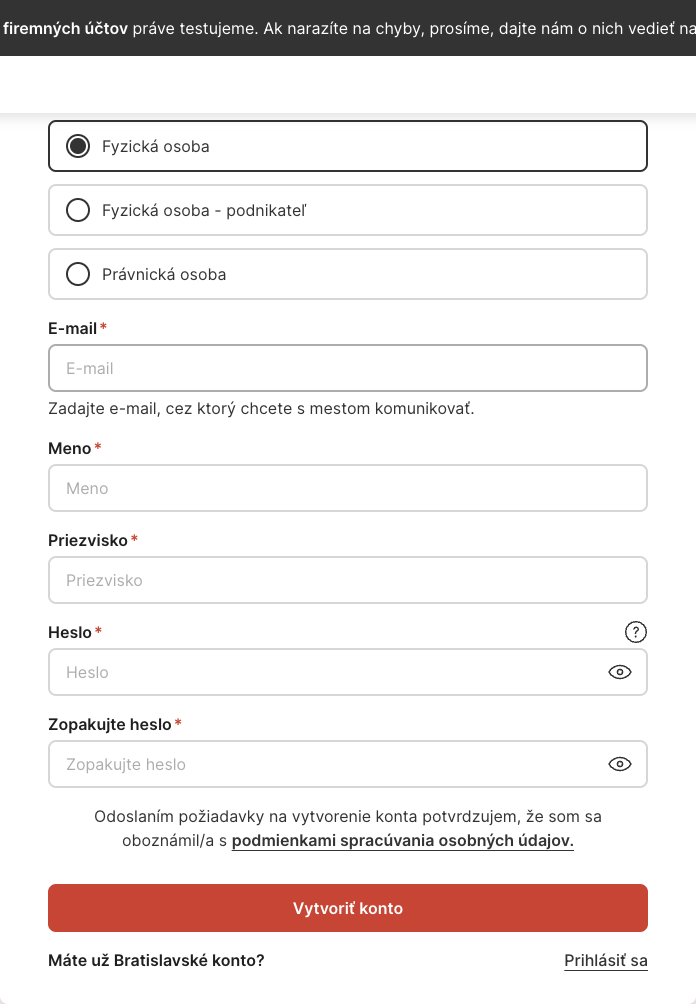 firemných účtov práve testujeme. Ak narazíte na chyby, prosíme, dajte nám o nich vedieť na
Fyzická osoba
Fyzická osoba - podnikateľ
Právnická osoba
E-mail*
E-mail
Zadajte e-mail, cez ktorý chcete s mestom komunikovať.
Meno*
Meno
Priezvisko*
Priezvisko
Heslo*
?
Heslo
Zopakujte heslo*
Zopakujte heslo
Odoslaním požiadavky na vytvorenie konta potvrdzujem, že som sa
oboznámil/a s podmienkami spracúvania osobných údajov.
Vytvoriť konto
Máte už Bratislavské konto? Prihlásiť sa